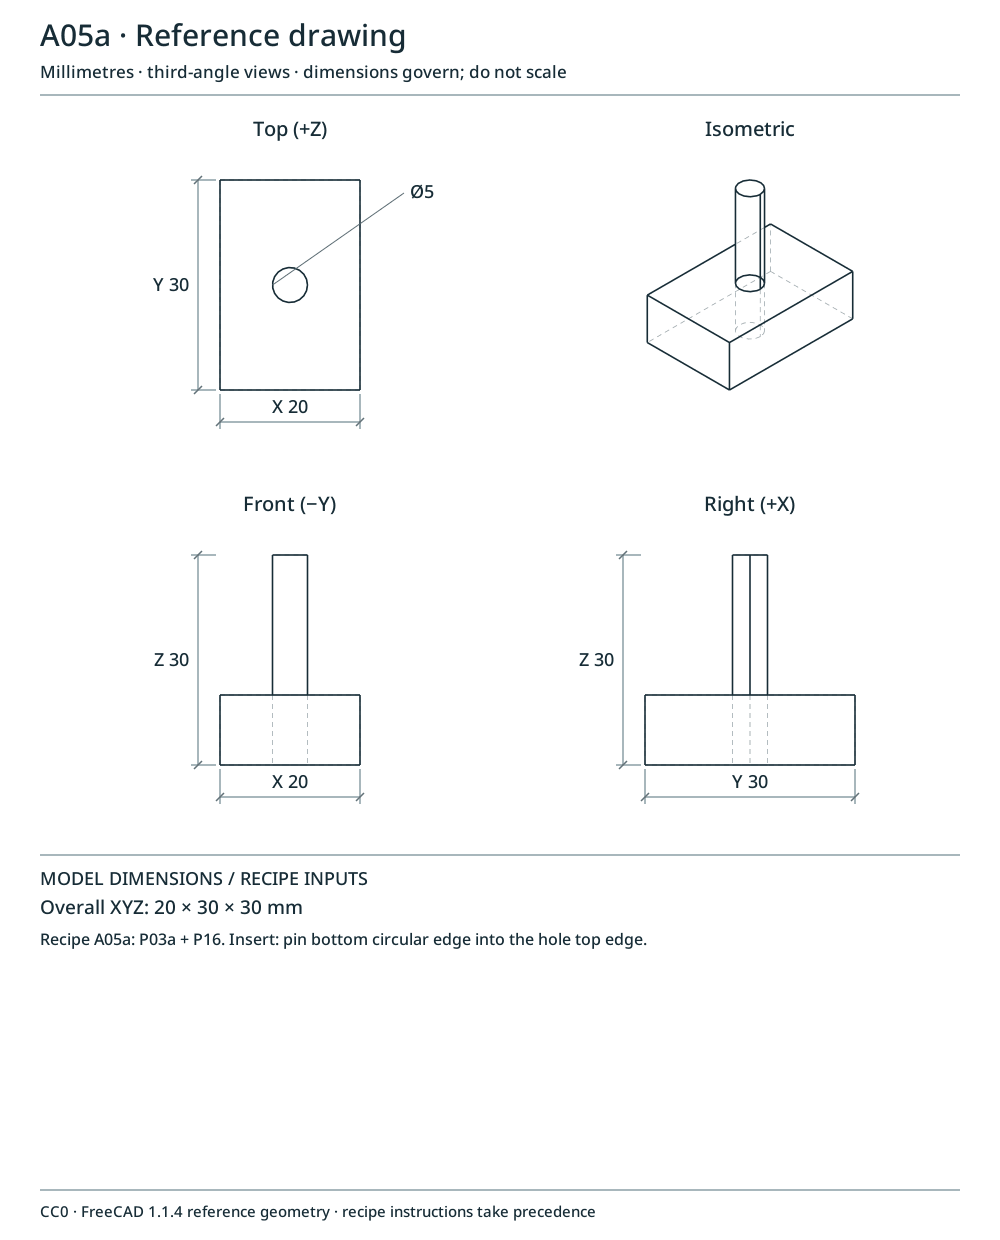 A05a · Reference drawing
Millimetres · third-angle views · dimensions govern; do not scale
Top (+Z)
Isometric
Ø5
Y 30
X 20
Front (−Y)
Right (+X)
Z 30
Z 30
X 20
Y 30
MODEL DIMENSIONS / RECIPE INPUTS
Overall XYZ: 20 × 30 × 30 mm
Recipe A05a: P03a + P16. Insert: pin bottom circular edge into the hole top edge.
CC0 · FreeCAD 1.1.4 reference geometry · recipe instructions take precedence